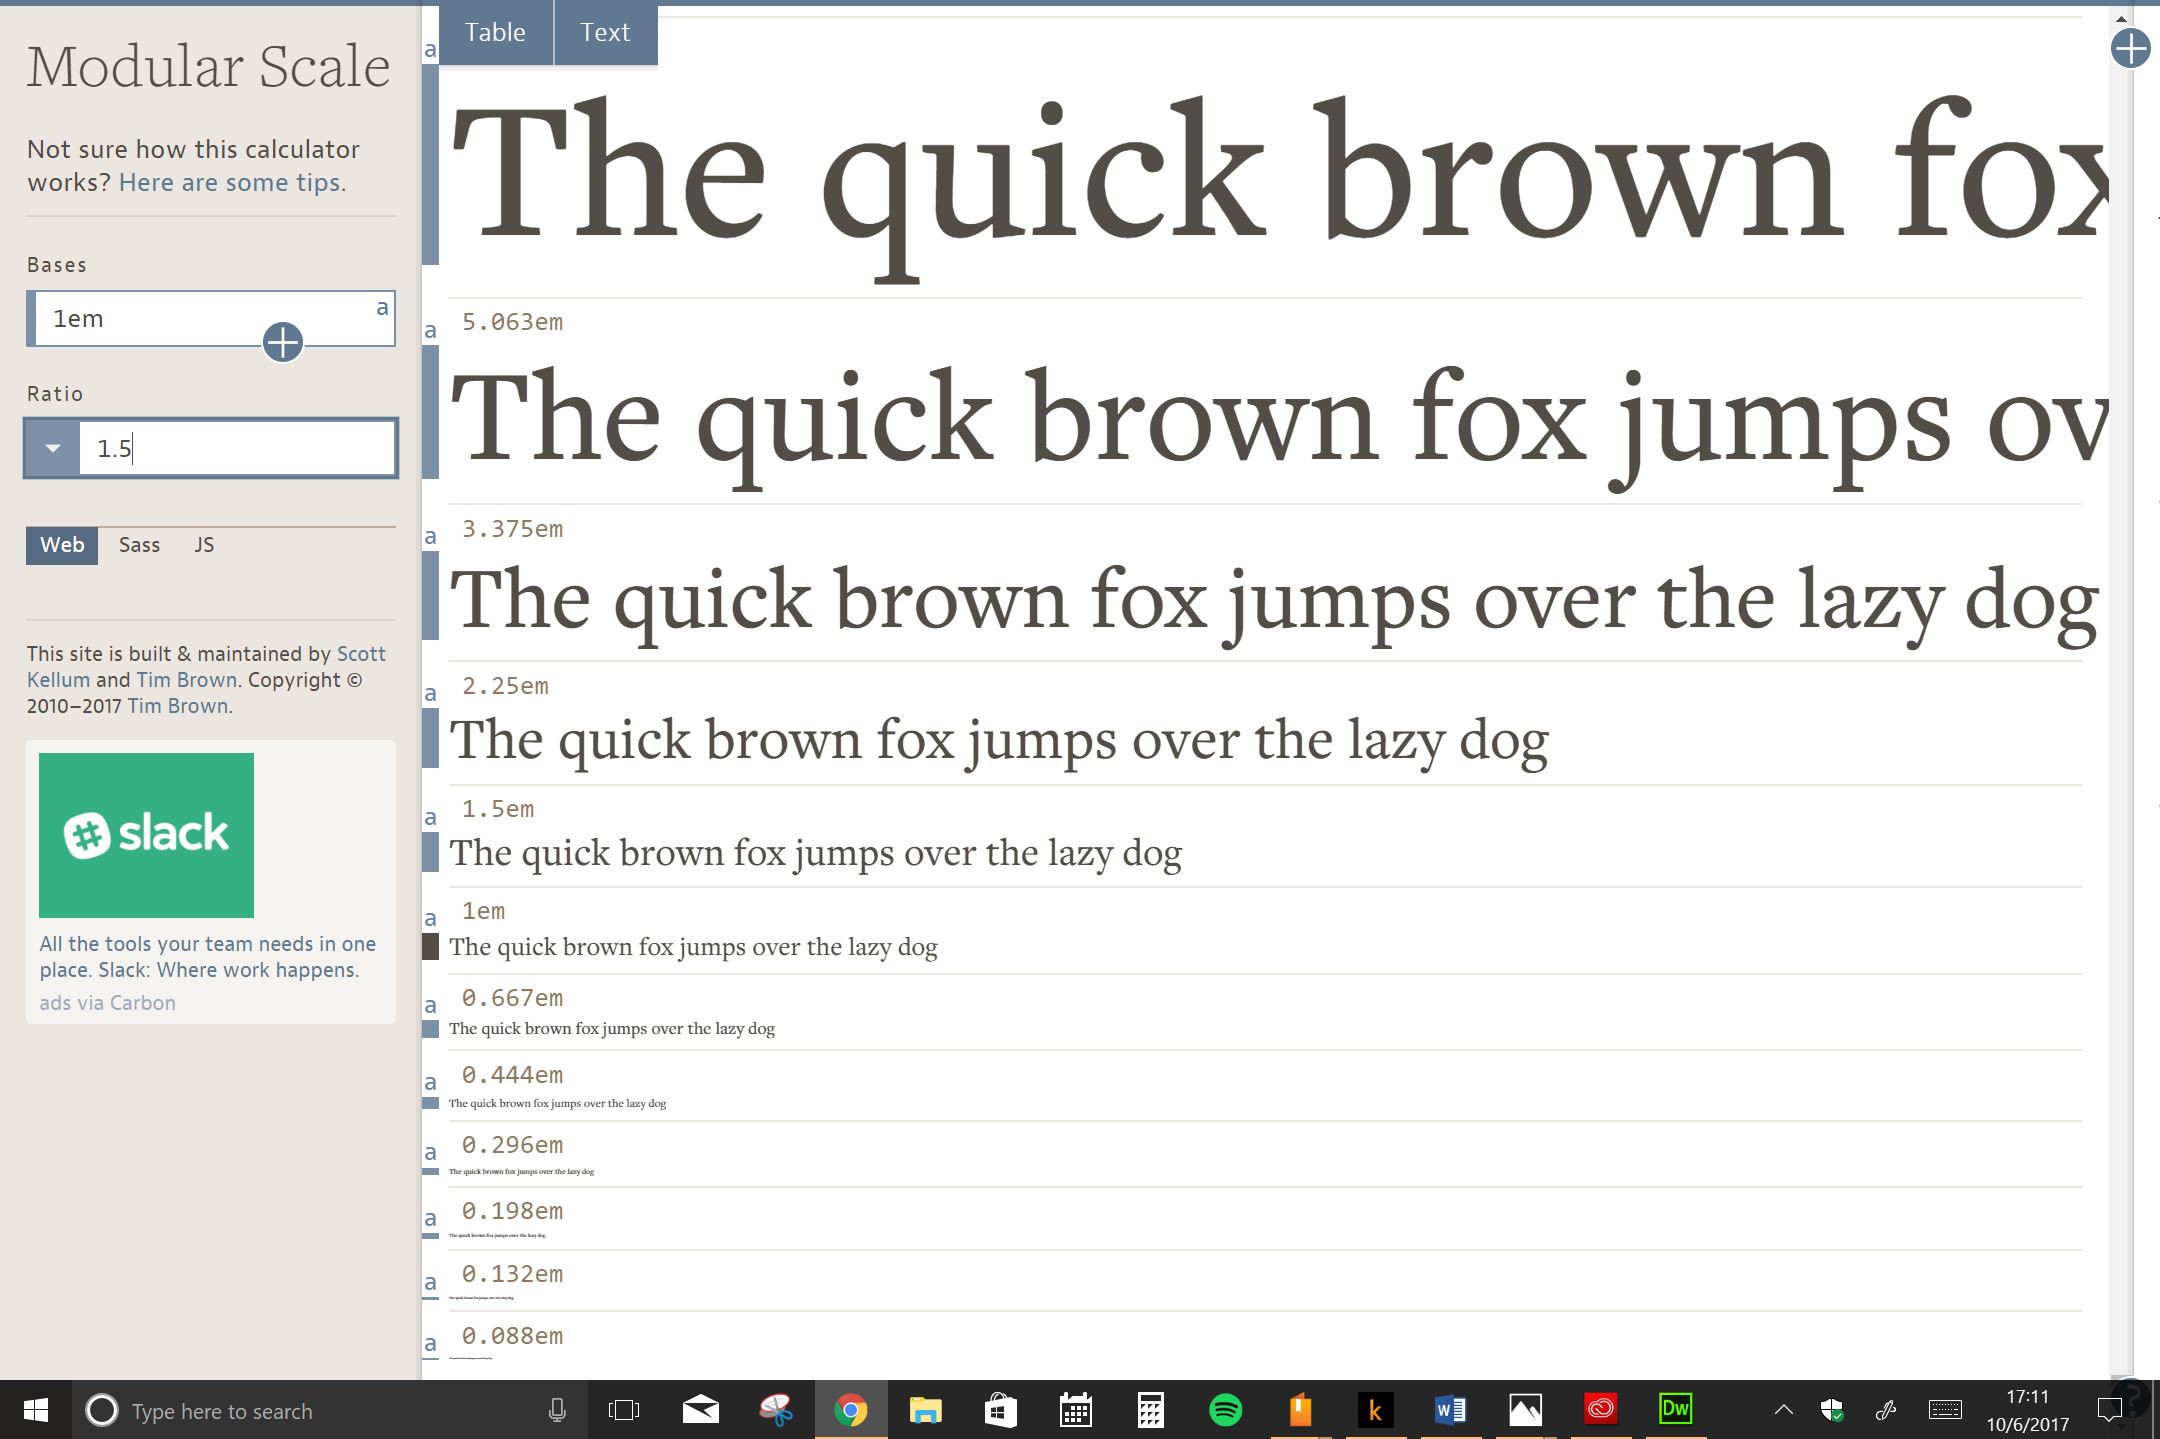 Modular Scale
Not sure how this calculator
works? Here are some tips.
Bases
1em
a
Ratio
1.5
Web Sass JS
This site is built & maintained by Scott
Kellum and Tim Brown. Copyright ©
2010–2017 Tim Brown.
slack
All the tools your team needs in one
place. Slack: Where work happens.
ads via Carbon
Table Text
a
The quick brown fox
a 5.063em
The quick brown fox jumps ov
a 3.375em
The quick brown fox jumps over the lazy dog
a 2.25em
The quick brown fox jumps over the lazy dog
a 1.5em
The quick brown fox jumps over the lazy dog
a 1em
The quick brown fox jumps over the lazy dog
a 0.667em
The quick brown fox jumps over the lazy dog
a 0.444em
The quick brown fox jumps over the lazy dog
a 0.296em
The quick brown fox jumps over the lazy dog
a 0.198em
The quick brown fox jumps over the lazy dog
a 0.132em
a 0.088em
Type here to search
k
W
Dw
17:11
10/6/2017
?